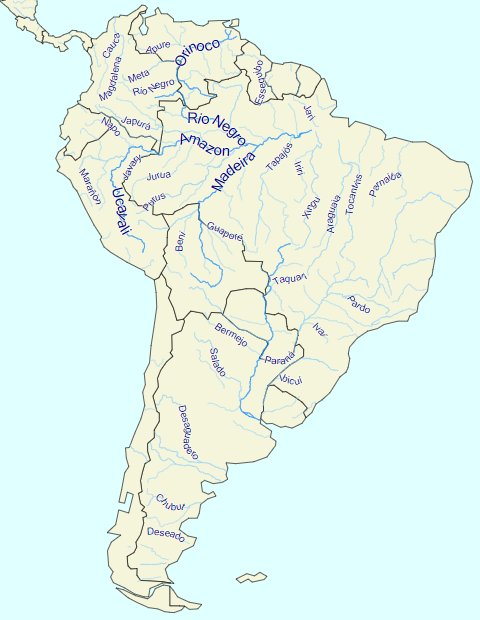 Cauca
Apure
Orinoco
Magdalena
Meta
Rio Negro
Essequibo
Napo
Japurá
Rio Negro
Jari
Amazon
Javary
Madeira
Tapajós
Iriri
Marañón
Jurua
Purus
Ucayali
Xingu
Araguaia
Tocantins
Parnaíba
Beni
Guaporé
Taquari
Pardo
Bermejo
Ivaí
Salado
Paraná
Ibicuí
Desaguadero
Chubut
Deseado